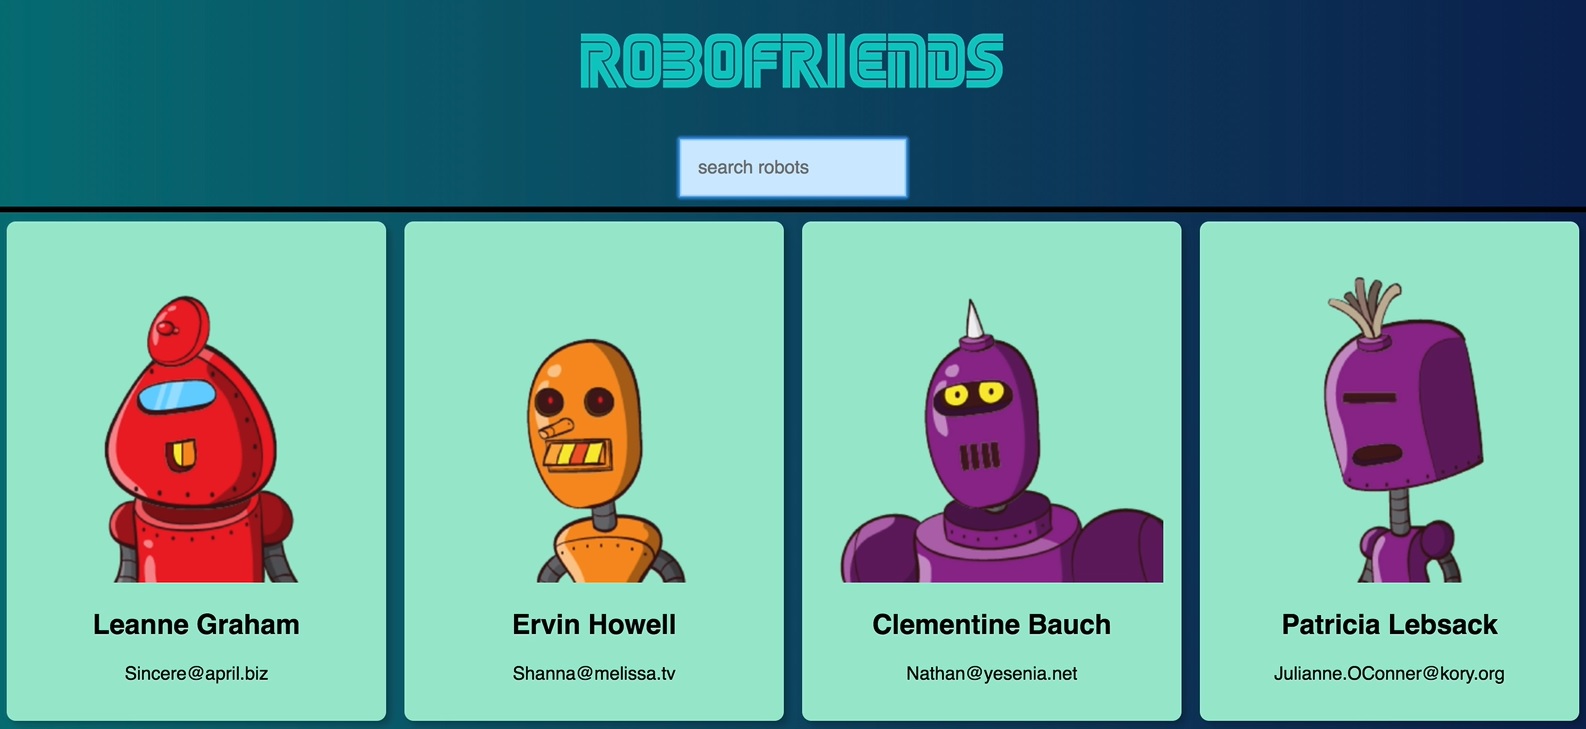 ROBOFRIENDS
search robots
Leanne Graham
Sincere@april.biz
Ervin Howell
Shanna@melissa.tv
Clementine Bauch
Nathan@yesenia.net
Patricia Lebsack
Julianne.OConner@kory.org